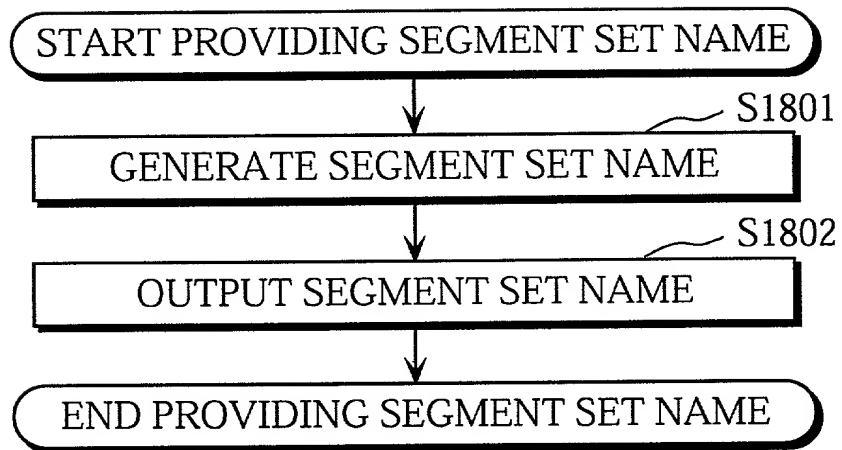 START PROVIDING SEGMENT SET NAME
S1801
GENERATE SEGMENT SET NAME
S1802
OUTPUT SEGMENT SET NAME
END PROVIDING SEGMENT SET NAME